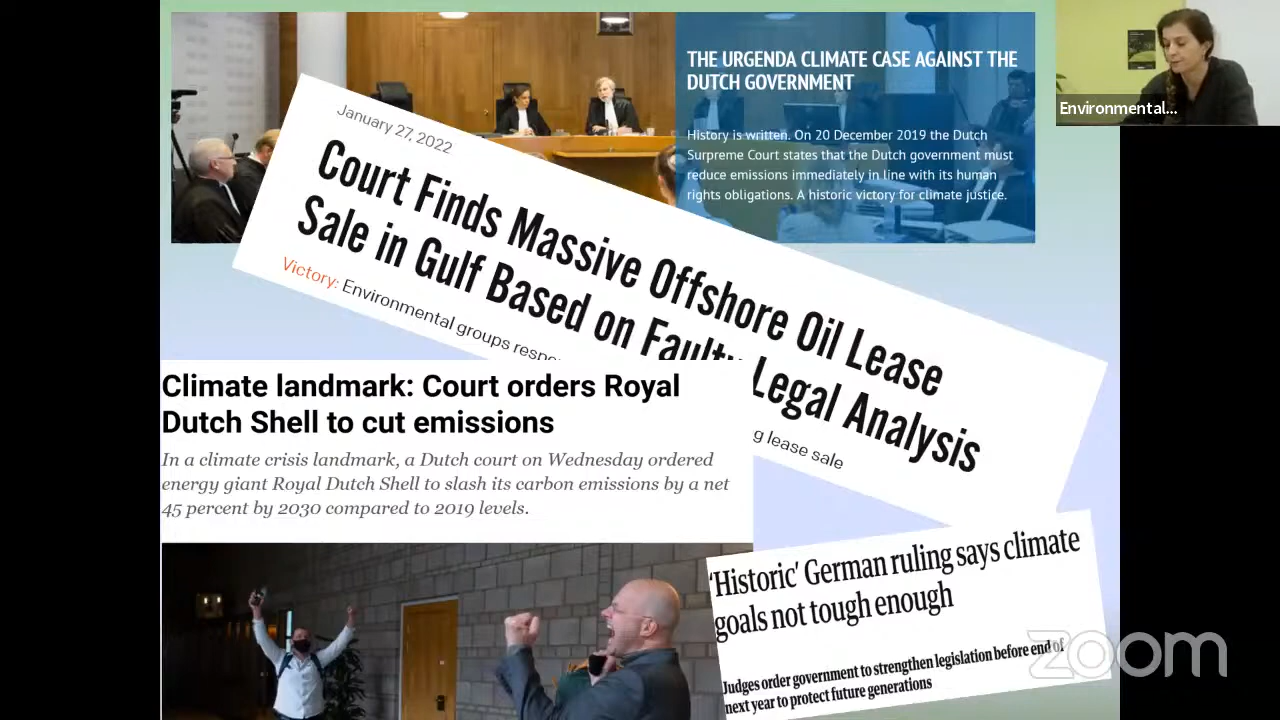 THE URGENDA CLIMATE CASE AGAINST THE
DUTCH GOVERNMENT
History is written. On 20 December 2019 the Dutch
Surpreme Court states that the Dutch government must
reduce emissions immediately in line with its human
rights obligations. A historic victory for climate justice.
Environmental...
January 27, 2022
Court Finds Massive Offshore Oil Lease
Sale in Gulf Based on Faulty Legal Analysis
Victory: Environmental groups
g lease sale
Climate landmark: Court orders Royal
Dutch Shell to cut emissions
In a climate crisis landmark, a Dutch court on Wednesday ordered
energy giant Royal Dutch Shell to slash its carbon emissions by a net
45 percent by 2030 compared to 2019 levels.
'Historic' German ruling says climate
goals not tough enough
Judges order government to strengthen legislation before end of
next year to protect future generations
zoom